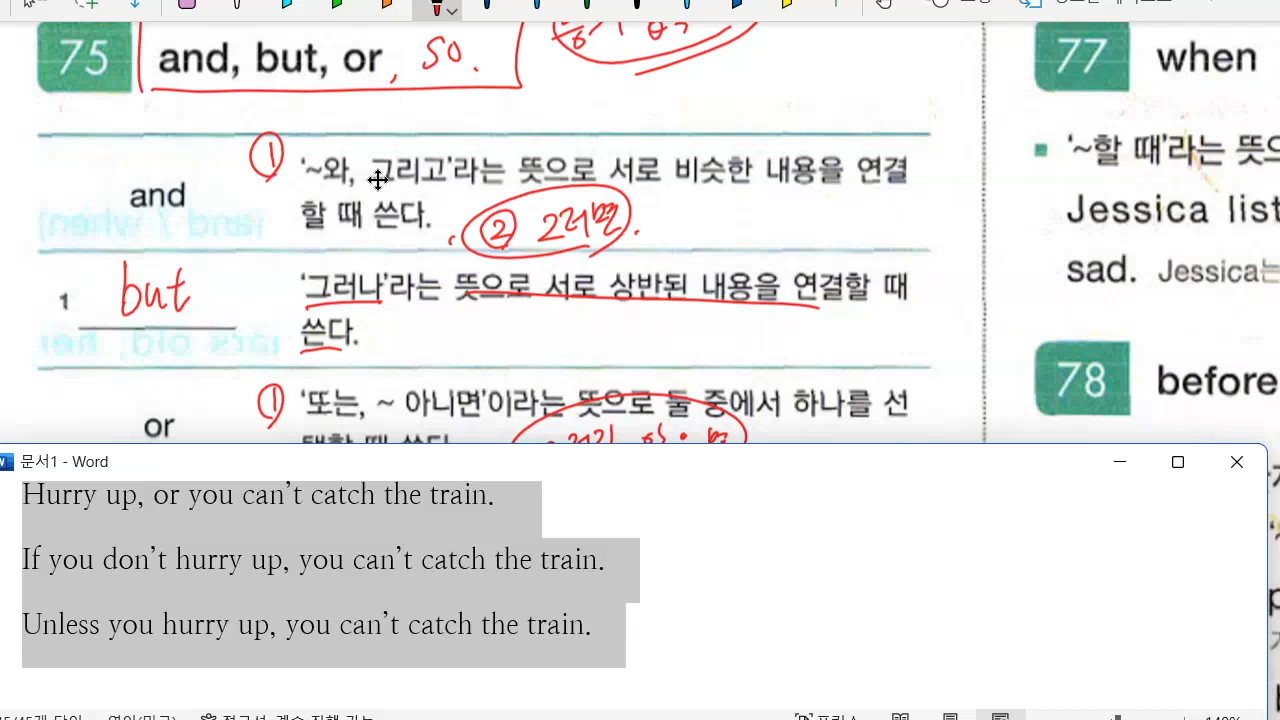 75 and, but, or, so.
and
① '~와, 그리고'라는 뜻으로 서로 비슷한 내용을 연결
할 때 쓴다. ② 그러면.
1 but
'그러나'라는 뜻으로 서로 상반된 내용을 연결할 때
쓴다.
or
① '또는, ~ 아니면'이라는 뜻으로 둘 중에서 하나를 선
77 when
'~할 때'라는 뜻으
Jessica list
sad. Jessica는
78 before
문서1 - Word
Hurry up, or you can't catch the train.
If you don't hurry up, you can't catch the train.
Unless you hurry up, you can't catch the train.